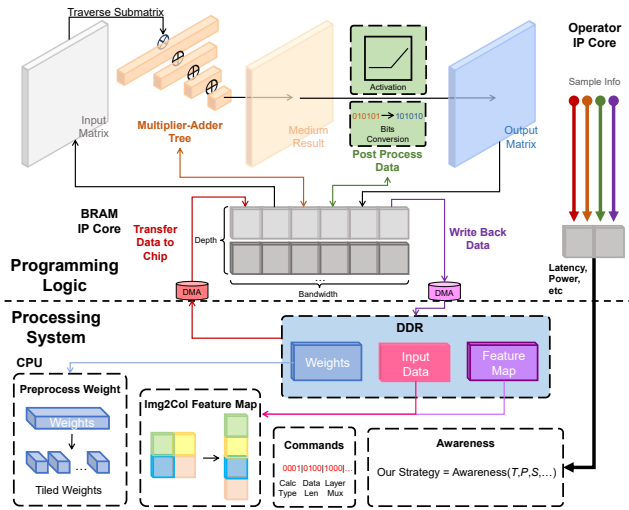 Traverse Submatrix
Operator
IP Core
Sample Info
Input
Matrix
Multiplier-Adder
Tree
Medium
Result
Activation
010101
101010
Bits
Conversion
Post Process
Data
Output
Matrix
BRAM
IP Core
Transfer
Data to
Chip
Depth
Write Back
Data
...
Bandwidth
DMA
DMA
Latency,
Power,
etc
Programming
Logic
Processing
System
DDR
Weights
Input
Data
Feature
Map
CPU
Preprocess Weight
Weights
...
Tiled Weights
Img2Col Feature Map
Commands
0001|0100|1000|...
Calc Data Layer
Type Len Mux
Awareness
Our Strategy = Awareness(T,P,S,...)